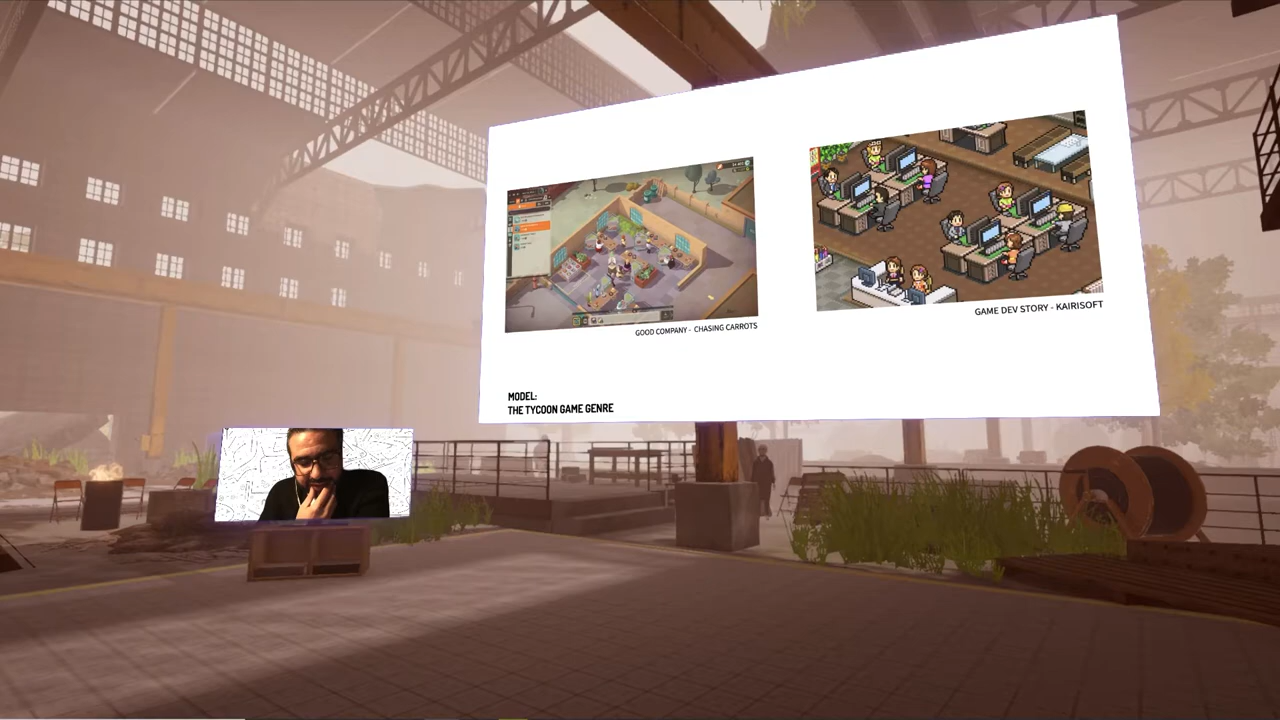 GOOD COMPANY - CHASING CARROTS
GAME DEV STORY - KAIRISOFT
MODEL:
THE TYCOON GAME GENRE